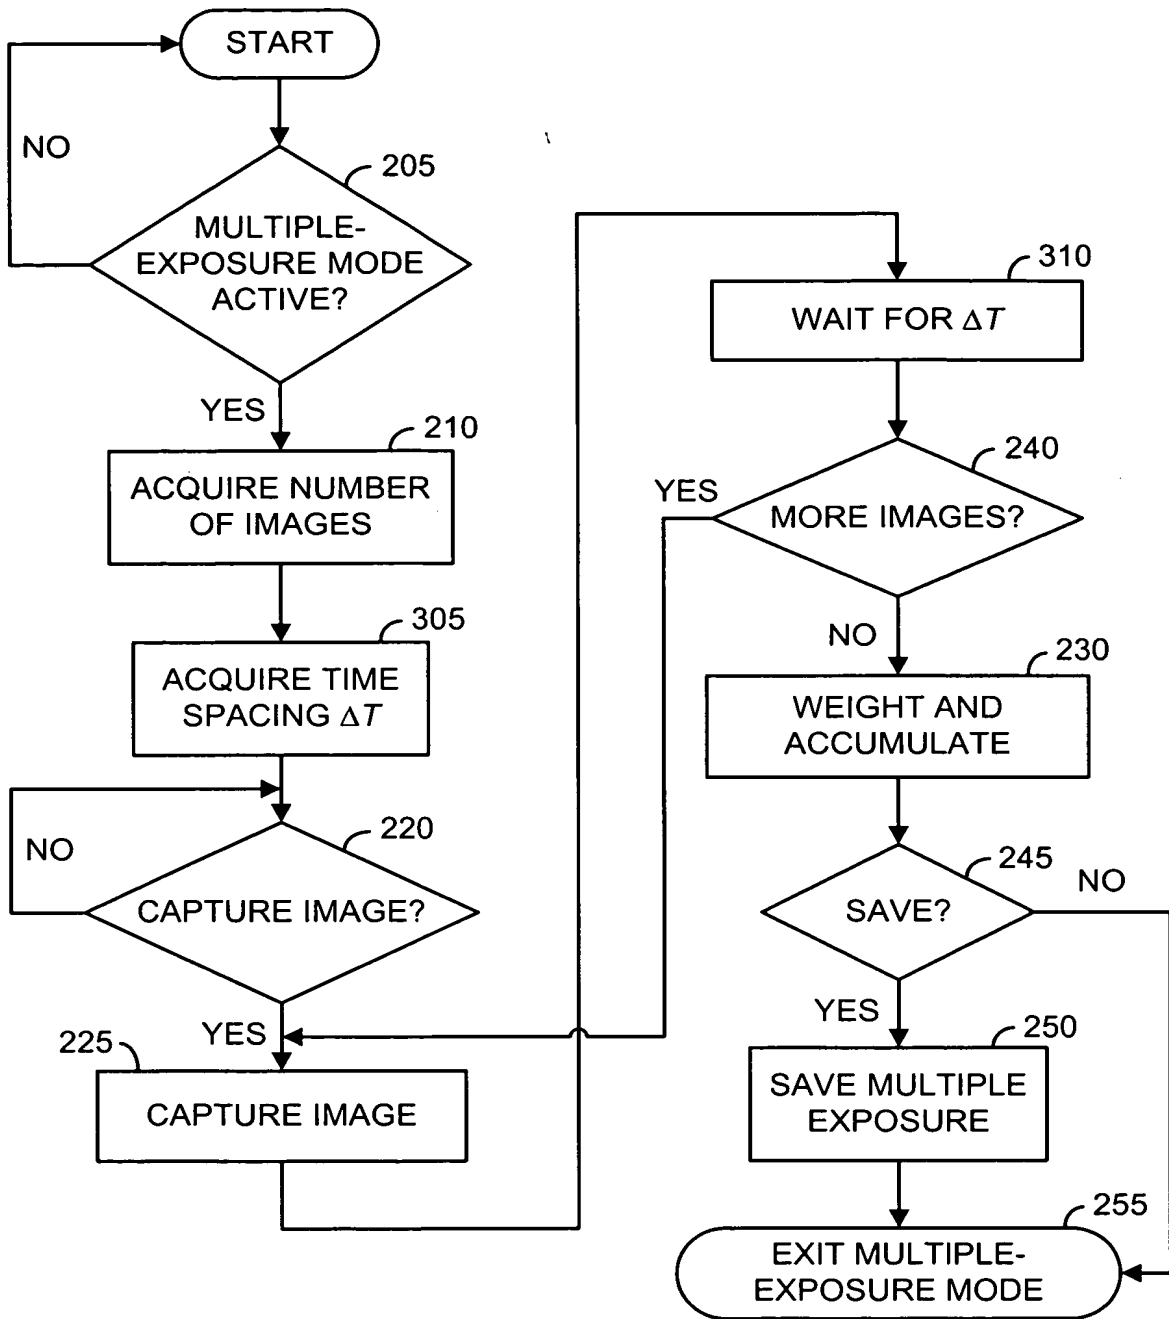 START
NO
205
MULTIPLE-
EXPOSURE MODE
ACTIVE?
YES
210
ACQUIRE NUMBER
OF IMAGES
305
ACQUIRE TIME
SPACING ΔT
NO
220
CAPTURE IMAGE?
YES
225
CAPTURE IMAGE
310
WAIT FOR ΔT
240
YES
MORE IMAGES?
NO
230
WEIGHT AND
ACCUMULATE
245
NO
SAVE?
YES
250
SAVE MULTIPLE
EXPOSURE
255
EXIT MULTIPLE-
EXPOSURE MODE